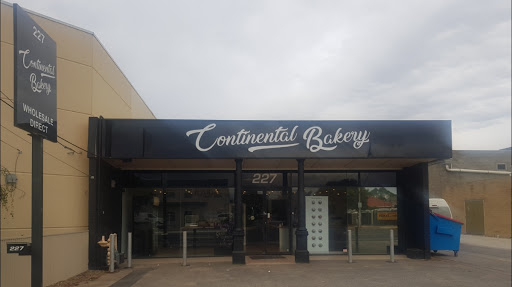 227
Continental
Bakery
WHOLESALE
DIRECT
Continental Bakery
227
227